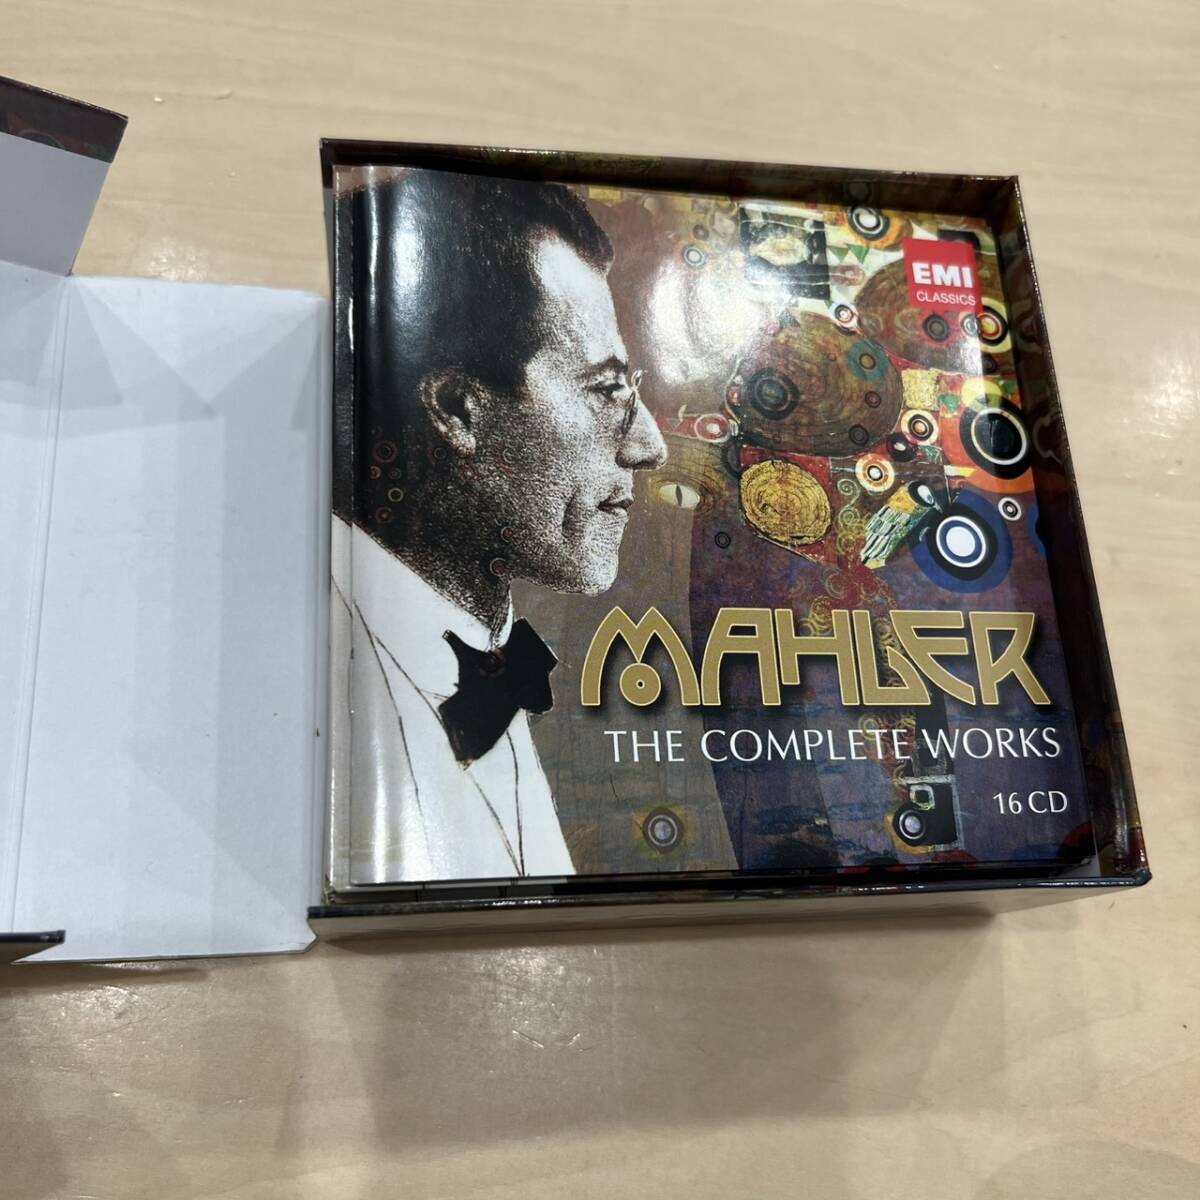 EMI
CLASSICS
MAHLER
THE COMPLETE WORKS
16 CD